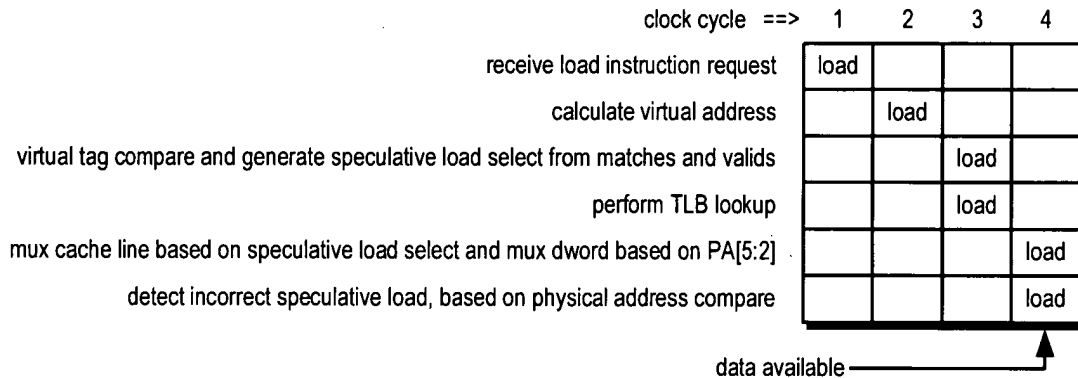 clock cycle ==> 1 2 3 4
receive load instruction request load
calculate virtual address load
virtual tag compare and generate speculative load select from matches and valids load
perform TLB lookup load
mux cache line based on speculative load select and mux dword based on PA[5:2] load
detect incorrect speculative load, based on physical address compare load
data available